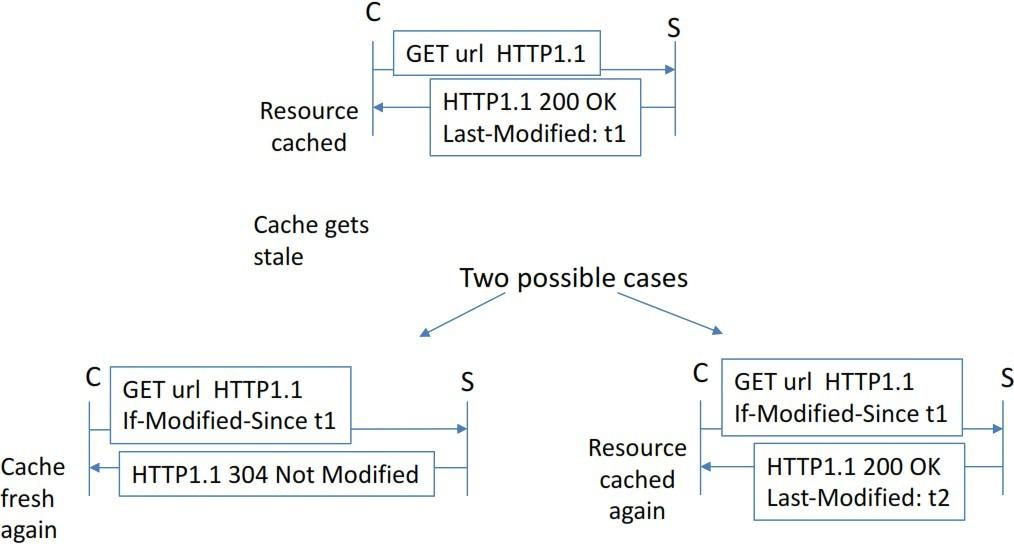 C
S
GET url HTTP1.1
HTTP1.1 200 OK
Last-Modified: t1
Resource
cached
Cache gets
stale
Two possible cases
C
S
GET url HTTP1.1
If-Modified-Since t1
HTTP1.1 304 Not Modified
Cache
fresh
again
C
S
GET url HTTP1.1
If-Modified-Since t1
Resource
cached
again
HTTP1.1 200 OK
Last-Modified: t2